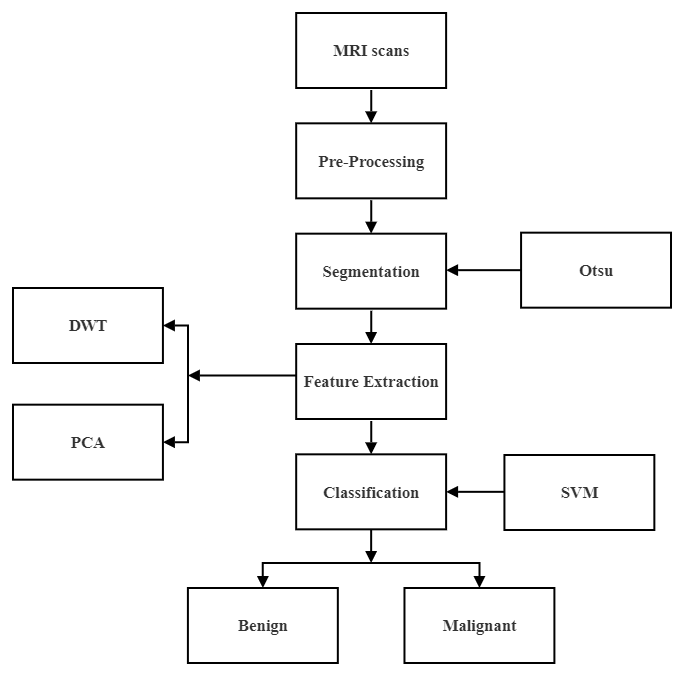 MRI scans
Pre-Processing
Segmentation
Otsu
DWT
Feature Extraction
PCA
Classification
SVM
Benign
Malignant